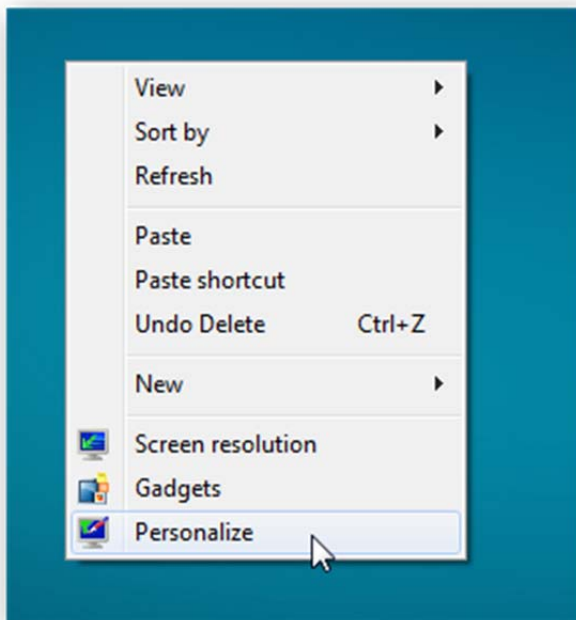 View
Sort by
Refresh
Paste
Paste shortcut
Undo Delete Ctrl+Z
New
Screen resolution
Gadgets
Personalize